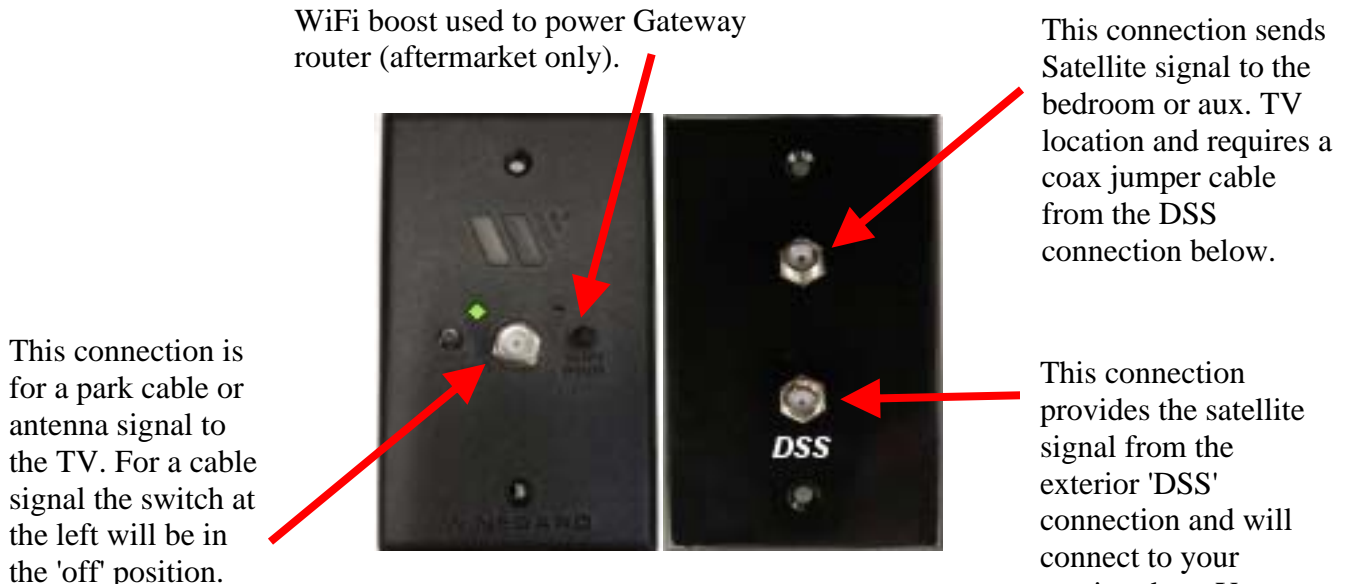 WiFi boost used to power Gateway
router (aftermarket only).
This connection sends
Satellite signal to the
bedroom or aux. TV
location and requires a
coax jumper cable
from the DSS
connection below.
This connection is
for a park cable or
antenna signal to
the TV. For a cable
signal the switch at
the left will be in
the 'off' position.
WINEGARD
DSS
This connection
provides the satellite
signal from the
exterior 'DSS'
connection and will
connect to your